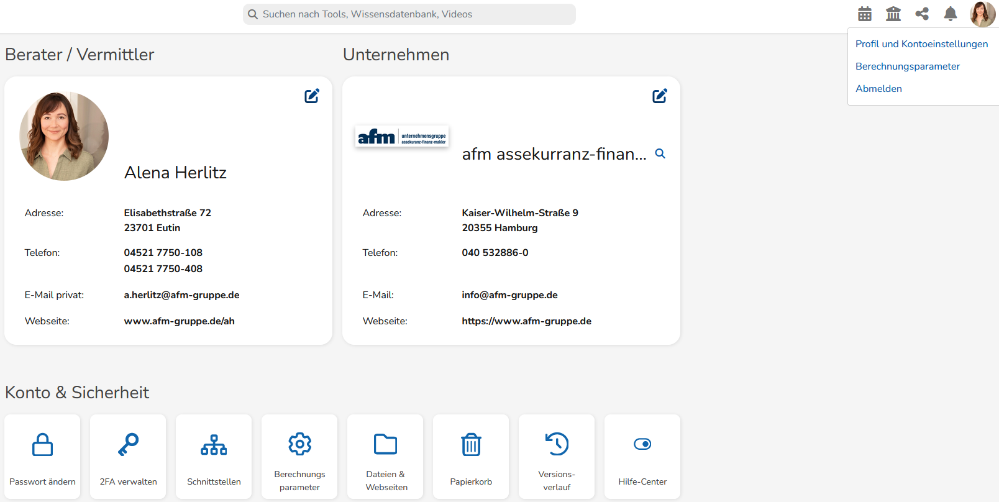 Suchen nach Tools, Wissensdatenbank, Videos
Profil und Kontoeinstellungen
Berechnungsparameter
Abmelden
Berater / Vermittler
Alena Herlitz
Adresse: Elisabethstraße 72
23701 Eutin
Telefon: 04521 7750-108
04521 7750-408
E-Mail privat: a.herlitz@afm-gruppe.de
Webseite: www.afm-gruppe.de/ah
Unternehmen
afm unternehmensgruppe
assekuranz-finanz-makler
afm assekurranz-finan...
Adresse: Kaiser-Wilhelm-Straße 9
20355 Hamburg
Telefon: 040 532886-0
E-Mail: info@afm-gruppe.de
Webseite: https://www.afm-gruppe.de
Konto & Sicherheit
Passwort ändern
2FA verwalten
Schnittstellen
Berechnungs
parameter
Dateien &
Webseiten
Papierkorb
Versions-
verlauf
Hilfe-Center